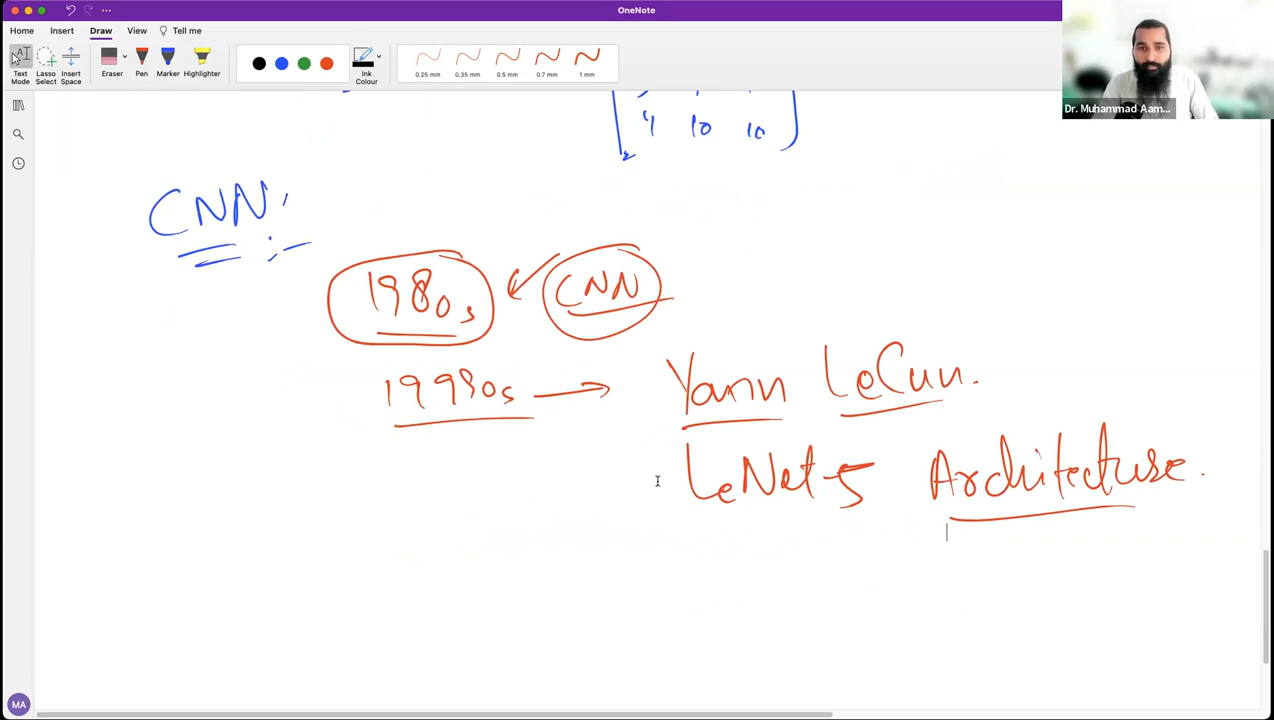 OneNote
Home Insert Draw View Tell me
Text Mode Lasso Select Insert Space Eraser Pen Marker Highlighter Ink Colour 0.25 mm 0.35 mm 0.5 mm 0.7 mm 1 mm
Dr. Muhammad Aam...
9 10 10
CNN:
1980s CNN
19990s → Yann LeCun.
LeNet-5 Architecture.
MA